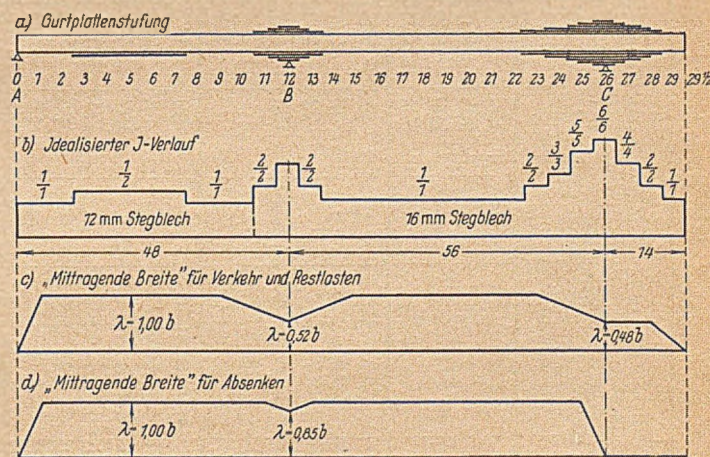 a) Gurtplattenstufung
0 1 2 3 4 5 6 7 8 9 10 11 12 13 14 15 16 17 18 19 20 21 22 23 24 25 26 27 28 29 29½
A B C
b) Jdealisierter J-Verlauf
1/1 1/2 1/1 2/2 2/2 1/1 2/2 3/3 5/5 6/6 4/4 2/2 1/1
12 mm Stegblech 16 mm Stegblech
48 56 14
c) „Mittragende Breite" für Verkehr und Restlasten
λ-1,00 b λ-0,52 b λ-0,48 b
d) „Mittragende Breite" für Absenken
λ-1,00 b λ-0,85 b